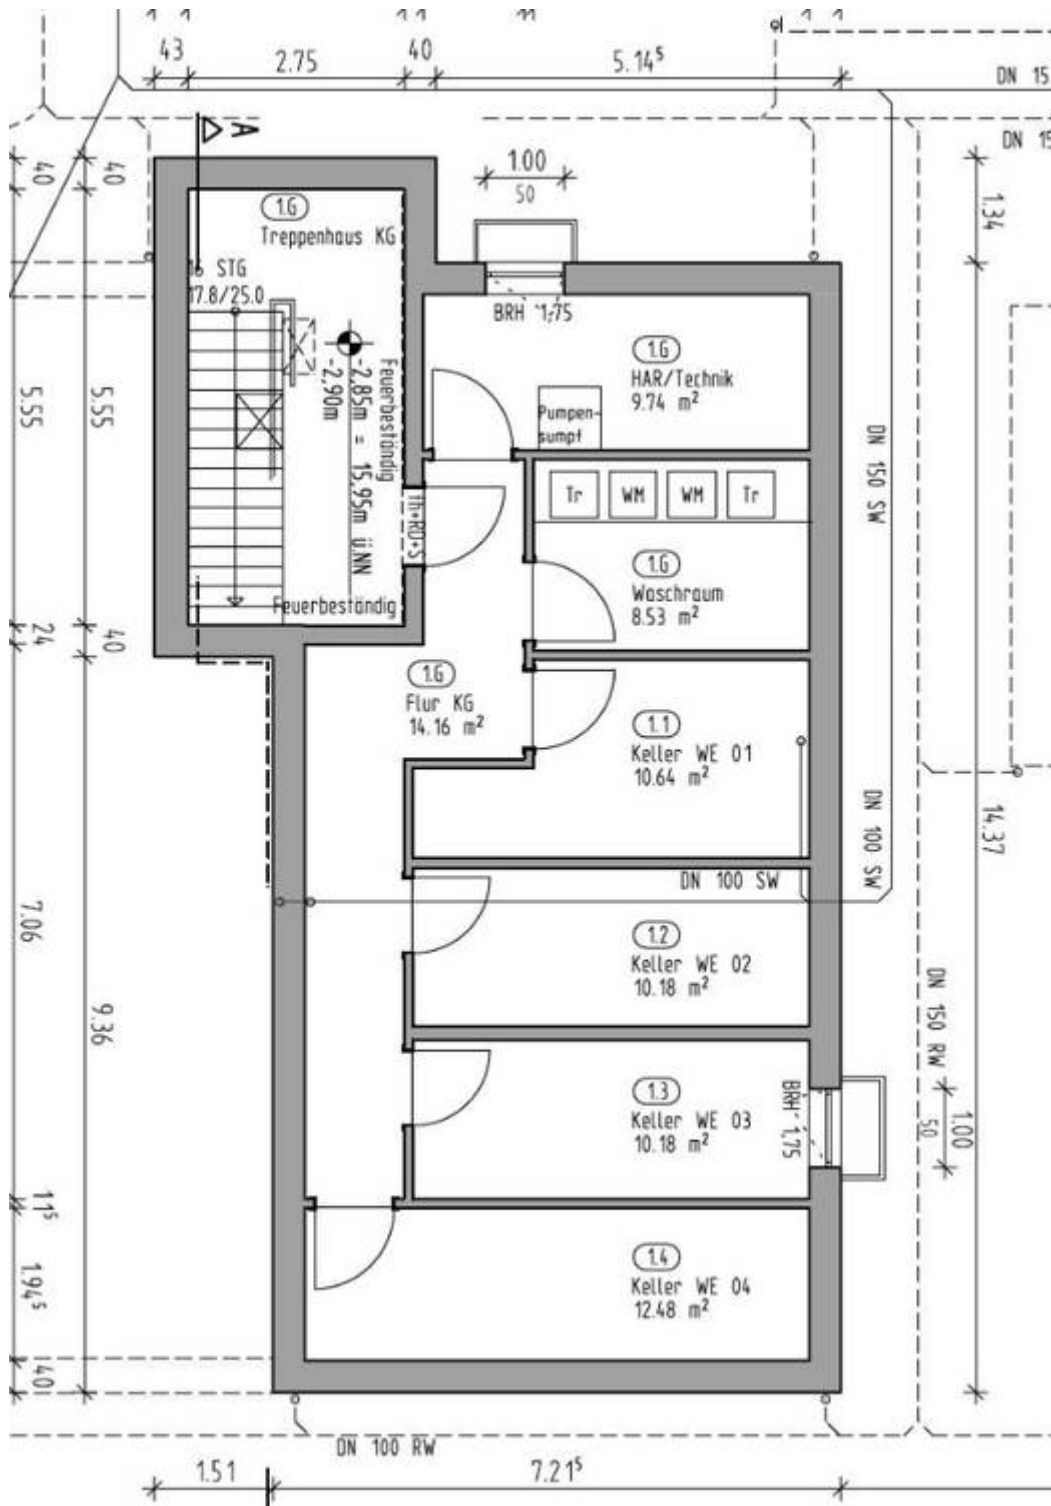 43
2.75
40
5.14⁵
DN 15
DN 15
A
1.00
50
40
40
1.34
1.G
Treppenhaus KG
STG
17.8/25.0
BRH 1,75
1.G
HAR/Technik
9.74 m²
Pumpen-
sumpf
5.55
5.55
Feuerbeständig
-2,85m = 15,95m ü.NN
-2,90m
Th+RD+S
Feuerbeständig
DN 150 SW
Tr
WM
WM
Tr
1.G
Waschraum
8.53 m²
24
40
1.G
Flur KG
14.16 m²
1.1
Keller WE 01
10.64 m²
14.37
DN 100 SW
DN 100 SW
7.06
9.36
1.2
Keller WE 02
10.18 m²
DN 150 RW
1.3
Keller WE 03
10.18 m²
BRH 1,75
1.00
50
11⁵
1.94⁵
40
1.4
Keller WE 04
12.48 m²
DN 100 RW
1.51
7.21⁵